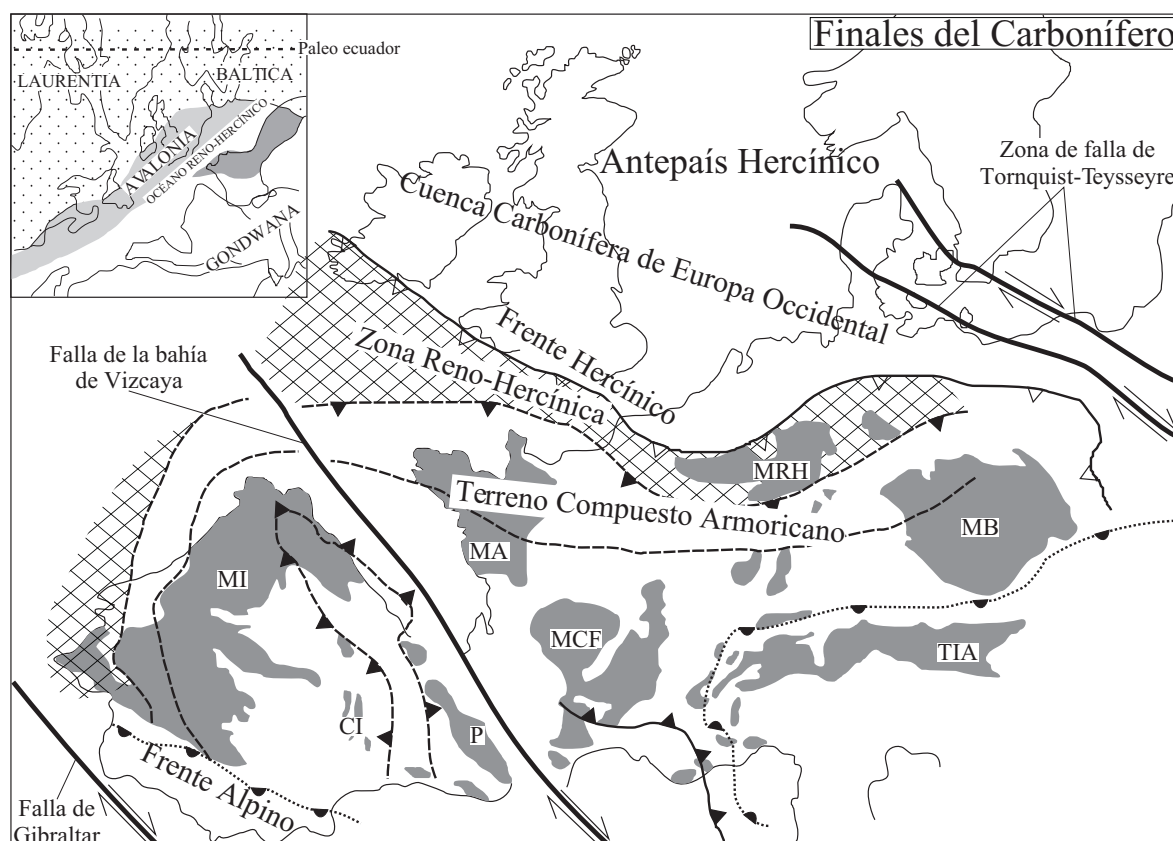 Finales del Carbonífero
Paleo ecuador
LAURENTIA
BALTICA
AVALONIA
OCÉANO RENO-HERCÍNICO
GONDWANA
Antepaís Hercínico
Zona de falla de
Tornquist-Teysseyre
Cuenca Carbonífera de Europa Occidental
Frente Hercínico
Zona Reno-Hercínica
Falla de la bahía
de Vizcaya
MRH
Terreno Compuesto Armoricano
MB
MA
MI
MCF
TIA
CI
P
Frente Alpino
Falla de
Gibraltar